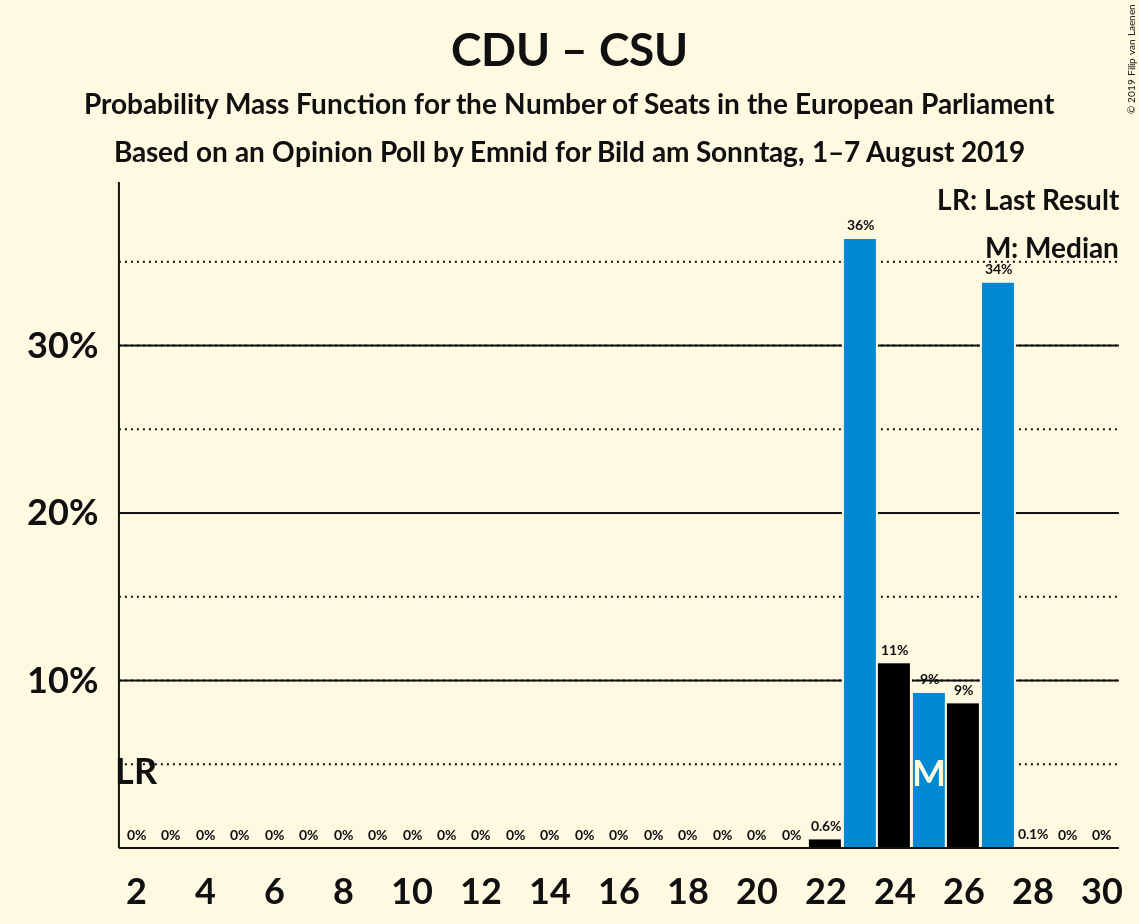 CDU – CSU
Probability Mass Function for the Number of Seats in the European Parliament
Based on an Opinion Poll by Emnid for Bild am Sonntag, 1–7 August 2019
© 2019 Filip van Laenen
LR: Last Result
M: Median
36%
34%
30%
20%
11%
10%
9%
9%
LR
M
0% 0% 0% 0% 0% 0% 0% 0% 0% 0% 0% 0% 0% 0% 0% 0% 0% 0% 0% 0% 0.6% 0.1% 0% 0%
2 4 6 8 10 12 14 16 18 20 22 24 26 28 30